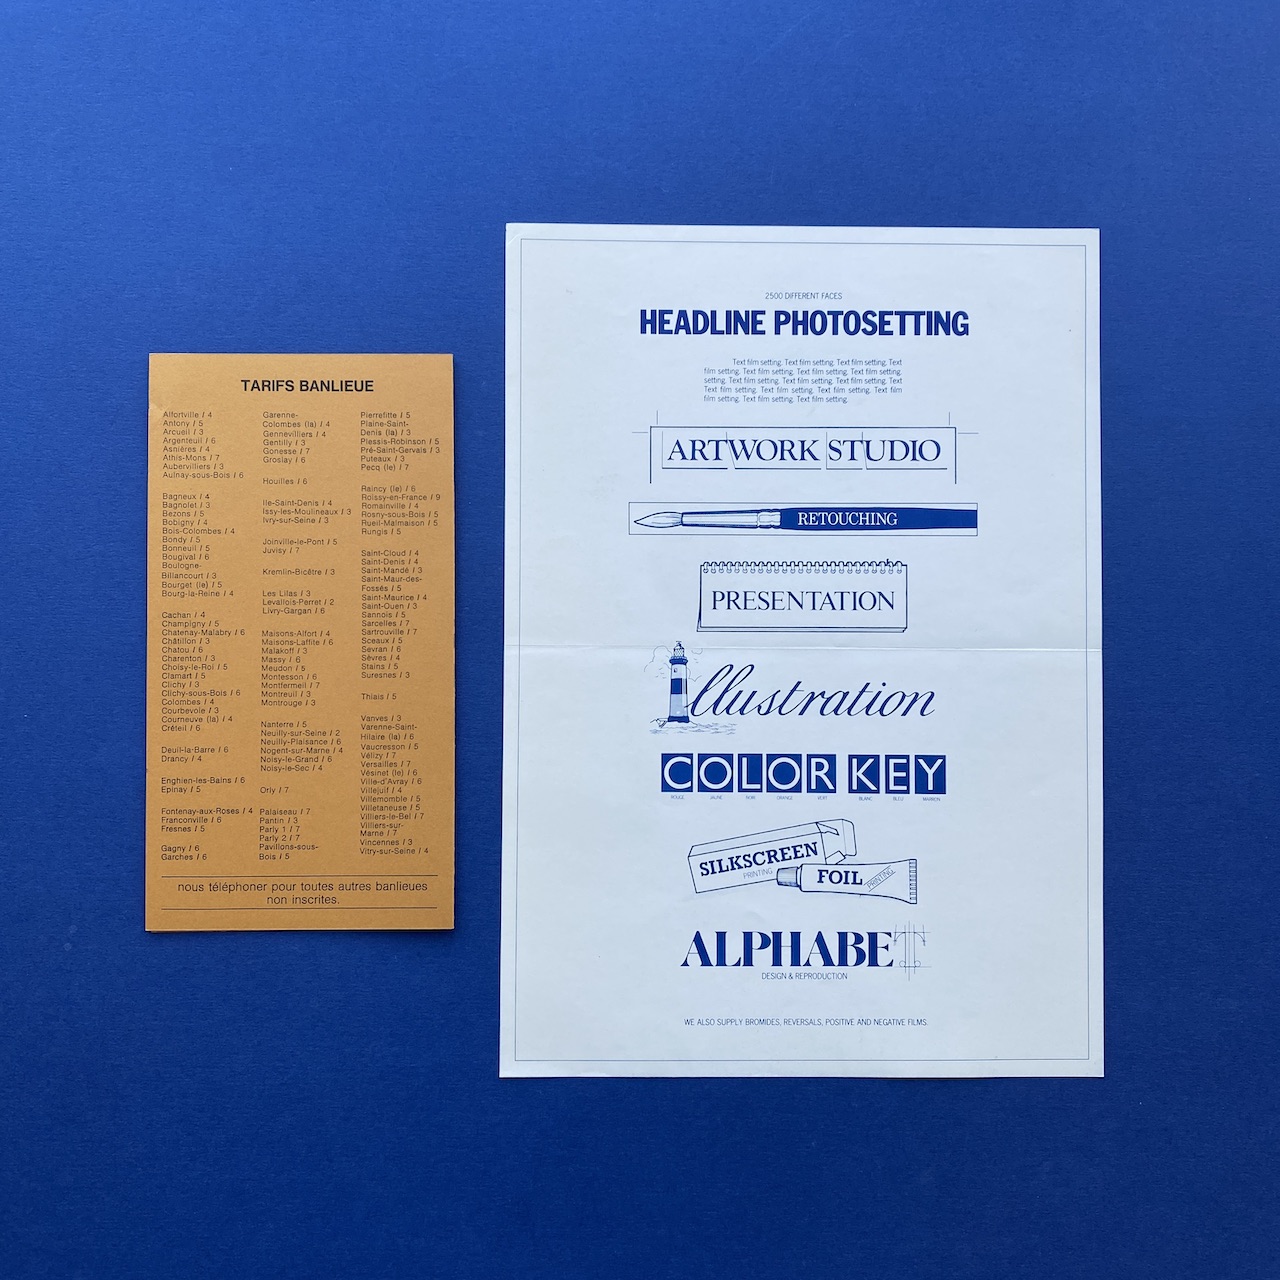 TARIFS BANLIEUE
Alfortville / 4
Antony / 5
Arcueil / 3
Argenteuil / 6
Asnières / 4
Athis-Mons / 7
Aubervilliers / 3
Aulnay-sous-Bois / 6
Bagneux / 4
Bagnolet / 3
Bezons / 5
Bobigny / 4
Bois-Colombes / 4
Bondy / 5
Bonneuil / 5
Bougival / 6
Boulogne-
Billancourt / 3
Bourget (le) / 5
Bourg-la-Reine / 4
Cachan / 4
Champigny / 5
Chatenay-Malabry / 6
Châtillon / 3
Chatou / 6
Charenton / 3
Choisy-le-Roi / 5
Clamart / 5
Clichy / 3
Clichy-sous-Bois / 6
Colombes / 4
Courbevoie / 3
Courneuve (la) / 4
Créteil / 6
Deuil-la-Barre / 6
Drancy / 4
Enghien-les-Bains / 6
Epinay / 5
Fontenay-aux-Roses / 4
Franconville / 6
Fresnes / 5
Gagny / 6
Garches / 6
Garenne-
Colombes (la) / 4
Gennevilliers / 4
Gentilly / 3
Gonesse / 7
Groslay / 6
Houilles / 6
Ile-Saint-Denis / 4
Issy-les-Moulineaux / 3
Ivry-sur-Seine / 3
Joinville-le-Pont / 5
Juvisy / 7
Kremlin-Bicêtre / 3
Les Lilas / 3
Levallois-Perret / 2
Livry-Gargan / 6
Maisons-Alfort / 4
Maisons-Laffite / 6
Malakoff / 3
Massy / 6
Meudon / 5
Montesson / 6
Montfermeil / 7
Montreuil / 3
Montrouge / 3
Nanterre / 5
Neuilly-sur-Seine / 2
Neuilly-Plaisance / 6
Nogent-sur-Marne / 4
Noisy-le-Grand / 6
Noisy-le-Sec / 4
Orly / 7
Palaiseau / 7
Pantin / 3
Parly 1 / 7
Parly 2 / 7
Pavillons-sous-
Bois / 5
Pierrefitte / 5
Plaine-Saint-
Denis (la) / 3
Plessis-Robinson / 5
Pré-Saint-Gervais / 3
Puteaux / 3
Pecq (le) / 7
Raincy (le) / 6
Roissy-en-France / 9
Romainville / 4
Rosny-sous-Bois / 5
Rueil-Malmaison / 5
Rungis / 5
Saint-Cloud / 4
Saint-Denis / 4
Saint-Mandé / 3
Saint-Maur-des-
Fossés / 5
Saint-Maurice / 4
Saint-Ouen / 3
Sannois / 5
Sarcelles / 7
Sartrouville / 7
Sceaux / 5
Sevran / 6
Sèvres / 4
Stains / 5
Suresnes / 3
Thiais / 5
Vanves / 3
Varenne-Saint-
Hilaire (la) / 6
Vaucresson / 5
Vélizy / 7
Versailles / 7
Vésinet (le) / 6
Ville-d'Avray / 6
Villejuif / 4
Villemomble / 5
Villetaneuse / 5
Villiers-le-Bel / 7
Villiers-sur-
Marne / 7
Vincennes / 3
Vitry-sur-Seine / 4
nous téléphoner pour toutes autres banlieues
non inscrites.
2500 DIFFERENT FACES
HEADLINE PHOTOSETTING
Text film setting. Text film setting. Text film setting. Text
film setting. Text film setting. Text film setting. Text film
setting. Text film setting. Text film setting. Text film setting. Text
Text film setting. Text film setting. Text film setting. Text
film setting. Text film setting. Text film setting.
ARTWORK STUDIO
RETOUCHING
PRESENTATION
Illustration
COLOR KEY
ROUGE JAUNE NOIR ORANGE VERT BLANC BLEU MARRON
SILKSCREEN
PRINTING
FOIL
PRINTING
ALPHABET
DESIGN & REPRODUCTION
WE ALSO SUPPLY BROMIDES, REVERSALS, POSITIVE AND NEGATIVE FILMS.